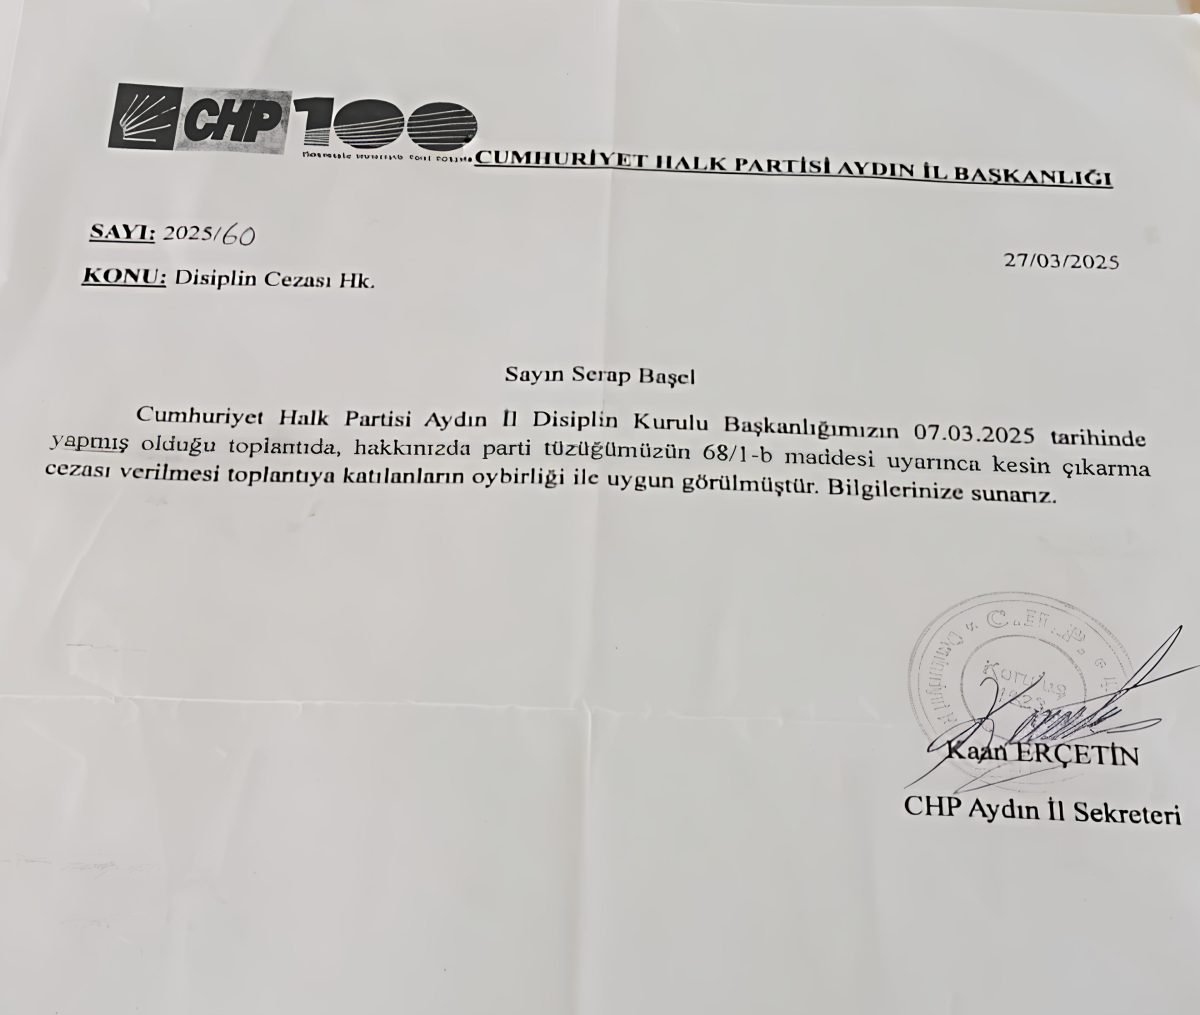 CHP 100
CUMHURİYET HALK PARTİSİ AYDIN İL BAŞKANLIĞI
SAYI: 2025/60
27/03/2025
KONU: Disiplin Cezası Hk.
Sayın Serap Başel
Cumhuriyet Halk Partisi Aydın İl Disiplin Kurulu Başkanlığımızın 07.03.2025 tarihinde
yapmış olduğu toplantıda, hakkınızda parti tüzüğümüzün 68/1-b maddesi uyarınca kesin çıkarma
cezası verilmesi toplantıya katılanların oybirliği ile uygun görülmüştür. Bilgilerinize sunarız.
C.H.P.
Kuruluş
1923
Kaan ERÇETİN
CHP Aydın İl Sekreteri